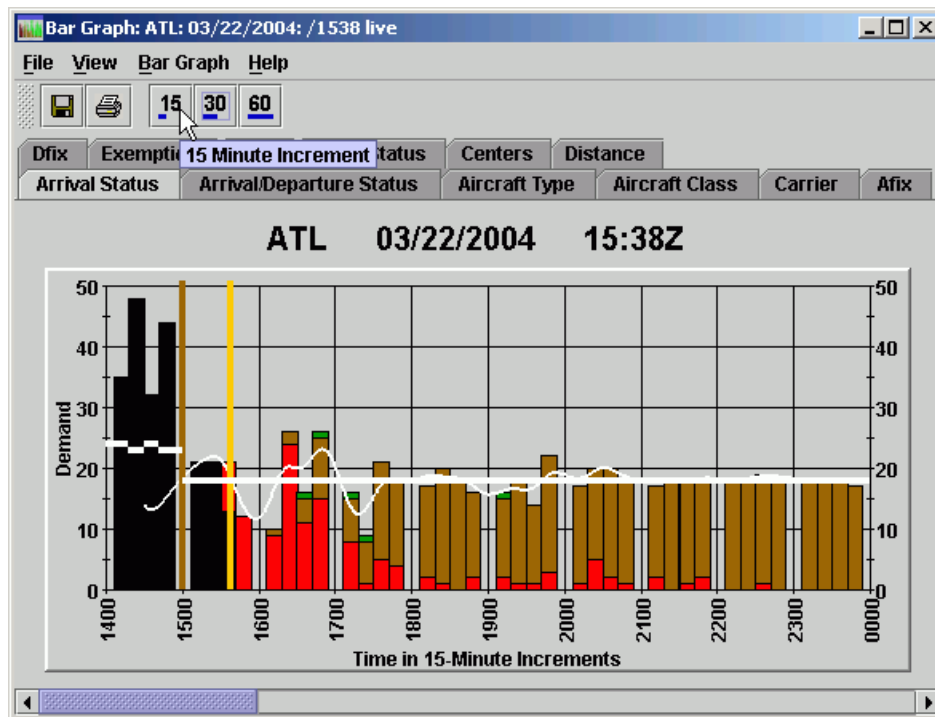 Bar Graph: ATL: 03/22/2004: /1538 live
File View Bar Graph Help
15 30 60
15 Minute Increment
Dfix Centers Distance
Arrival Status Arrival/Departure Status Aircraft Type Aircraft Class Carrier Afix
ATL 03/22/2004 15:38Z
Demand
50 50
40 40
30 30
20 20
10 10
0 0
1400 1500 1600 1700 1800 1900 2000 2100 2200 2300 0000
Time in 15-Minute Increments